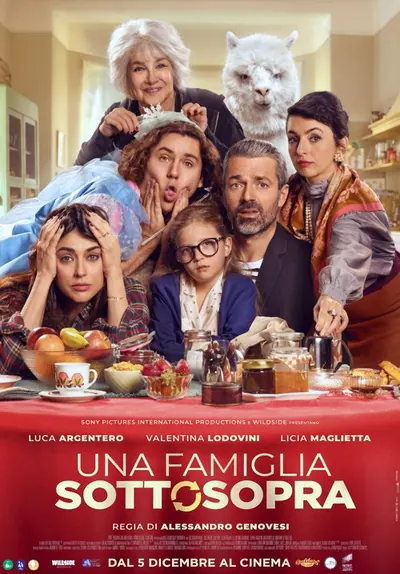 SONY PICTURES INTERNATIONAL PRODUCTIONS E WILDSIDE PRESENTANO
LUCA ARGENTERO VALENTINA LODOVINI LICIA MAGLIETTA
UNA FAMIGLIA
SOTTOSOPRA
REGIA DI ALESSANDRO GENOVESI
WILDSIDE DAL 5 DICEMBRE AL CINEMA